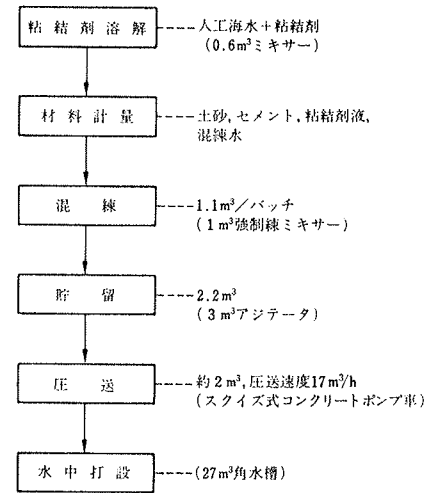 粘結剤溶解
人工海水+粘結剤
(0.6m³ミキサー)
材料計量
土砂,セメント,粘結剤液,
混練水
混練
1.1m³/バッチ
(1m³強制練ミキサー)
貯留
2.2m³
(3m³アジテータ)
圧送
約2m³,圧送速度17m³/h
(スクイズ式コンクリートポンプ車)
水中打設
(27m³角水槽)